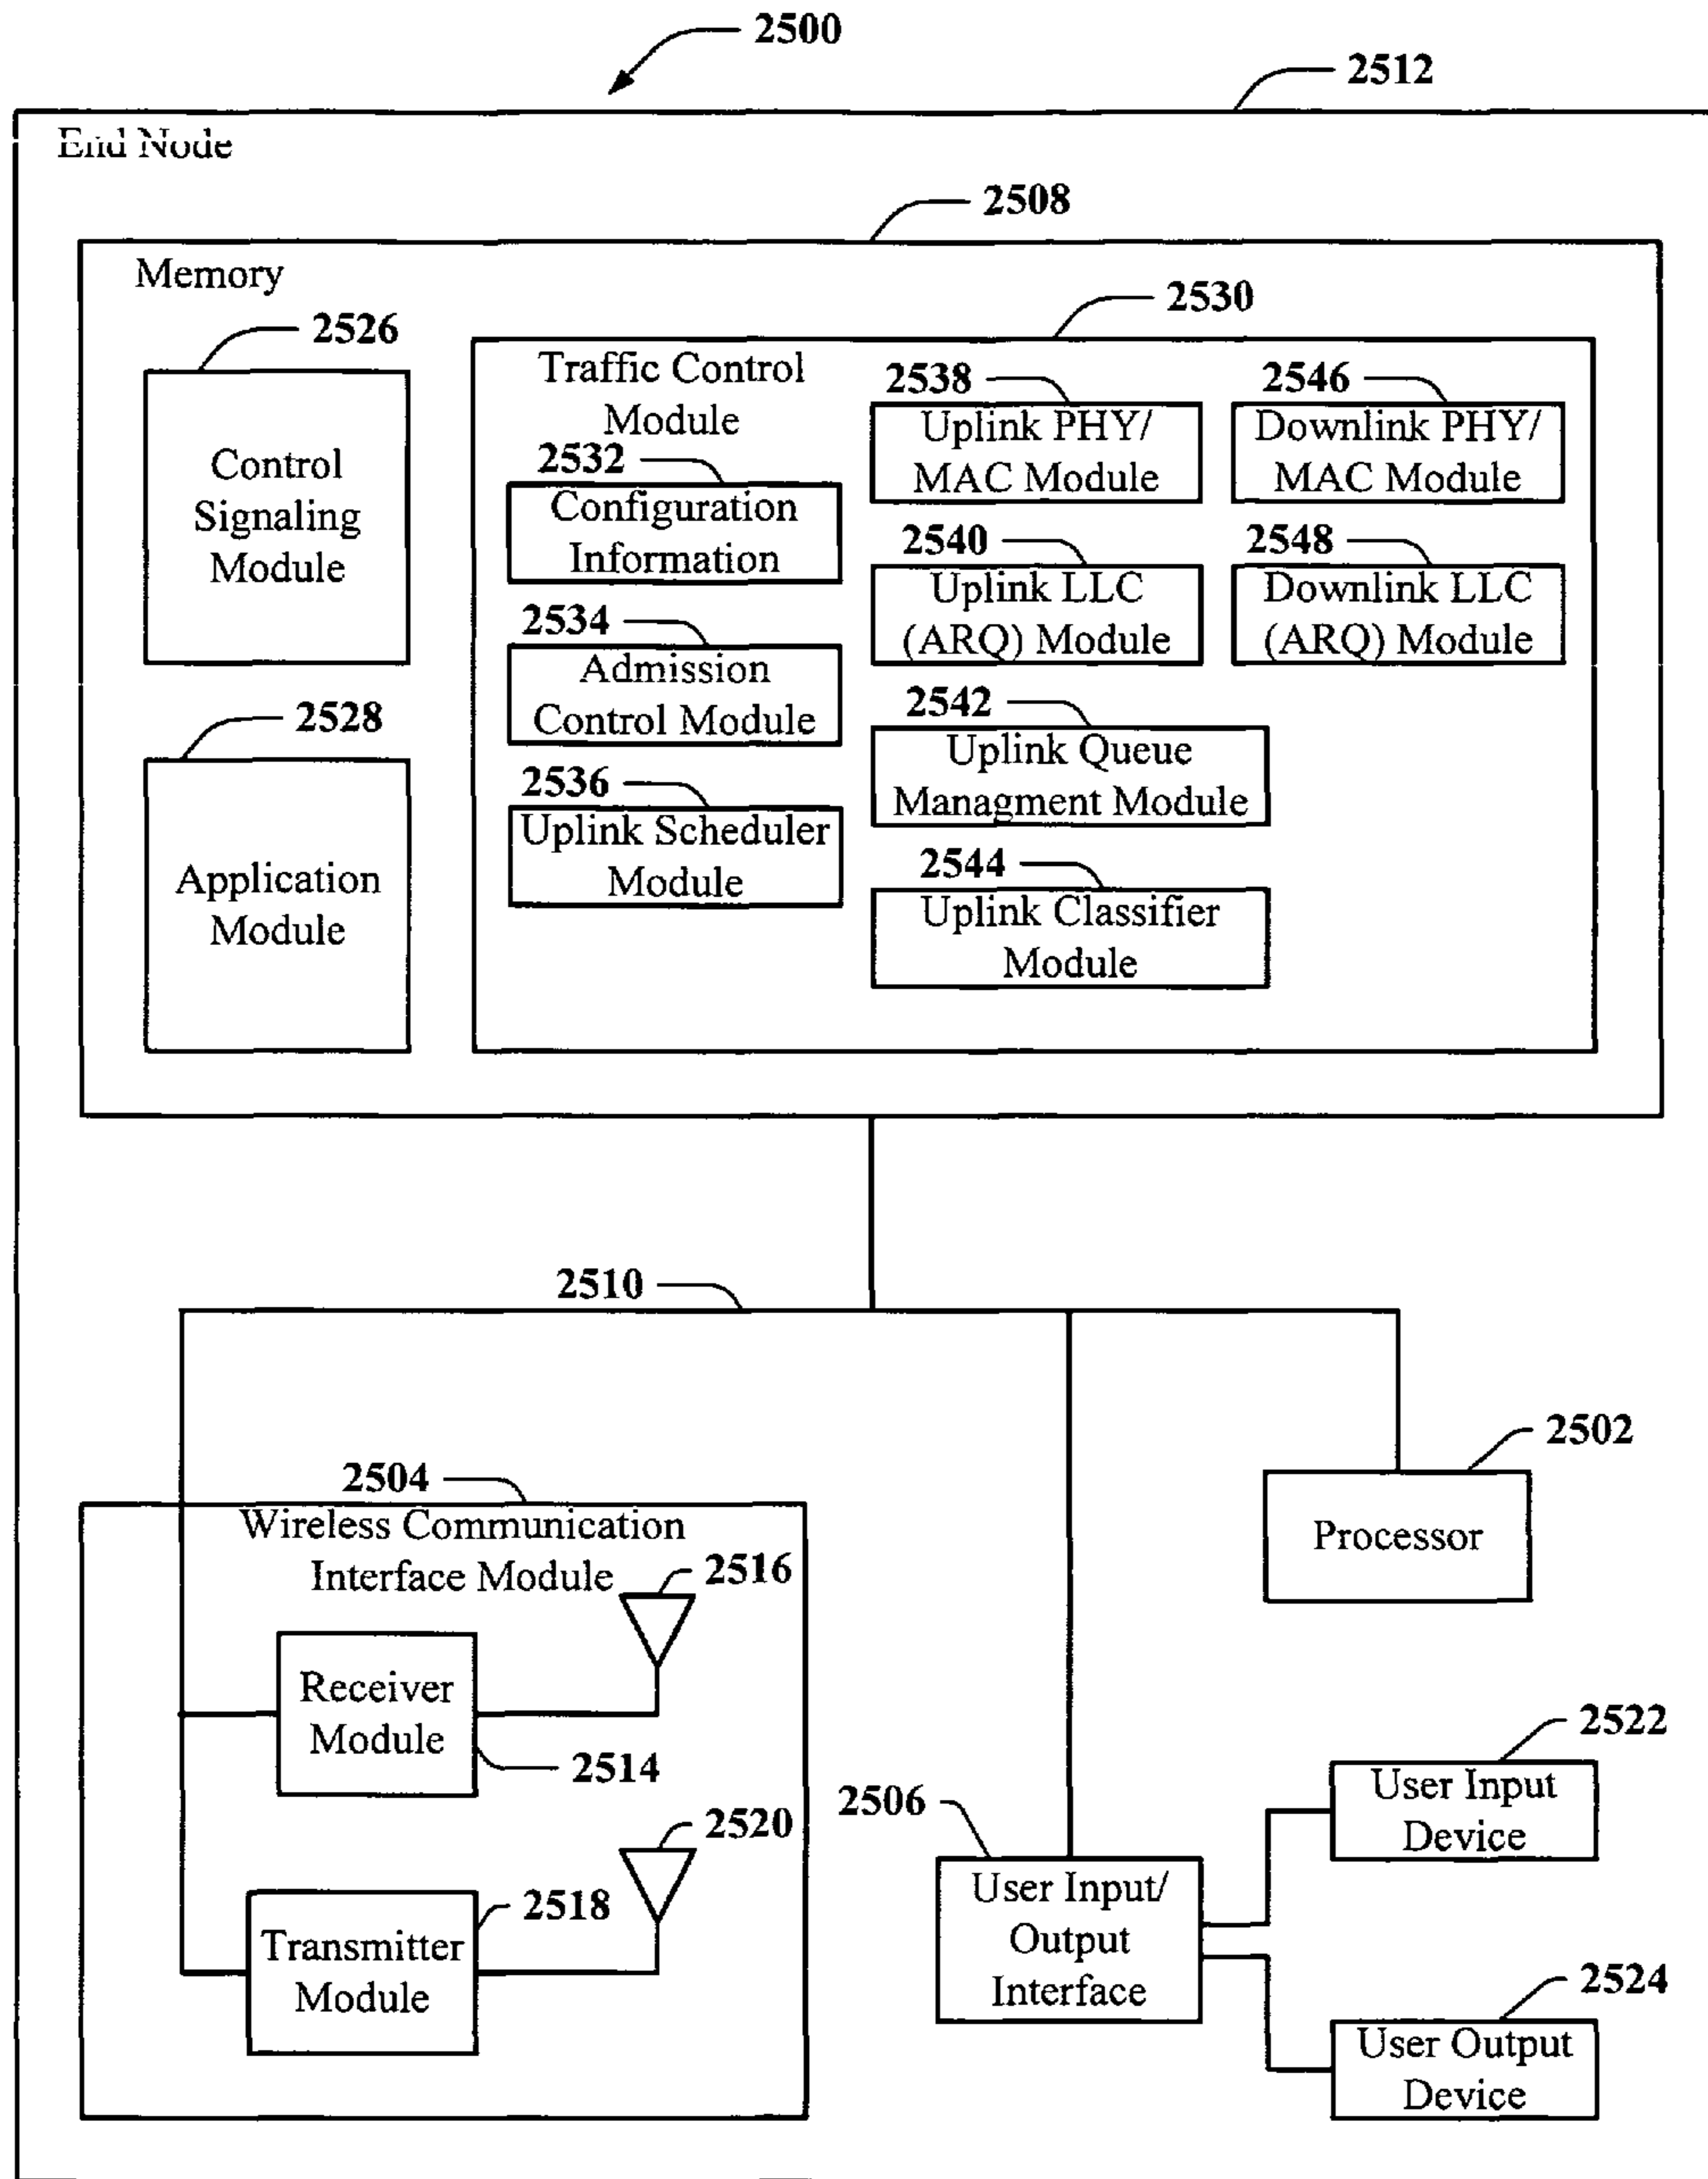 2500
2512
End Node
2508
Memory
2530
2526
Control
Signaling
Module
2528
Application
Module
Traffic Control
Module
2532
Configuration
Information
2534
Admission
Control Module
2536
Uplink Scheduler
Module
2538
Uplink PHY/
MAC Module
2540
Uplink LLC
(ARQ) Module
2542
Uplink Queue
Managment Module
2544
Uplink Classifier
Module
2546
Downlink PHY/
MAC Module
2548
Downlink LLC
(ARQ) Module
2510
2504
Wireless Communication
Interface Module
2516
Receiver
Module
2514
2520
2518
Transmitter
Module
2502
Processor
2506
User Input/
Output
Interface
2522
User Input
Device
2524
User Output
Device